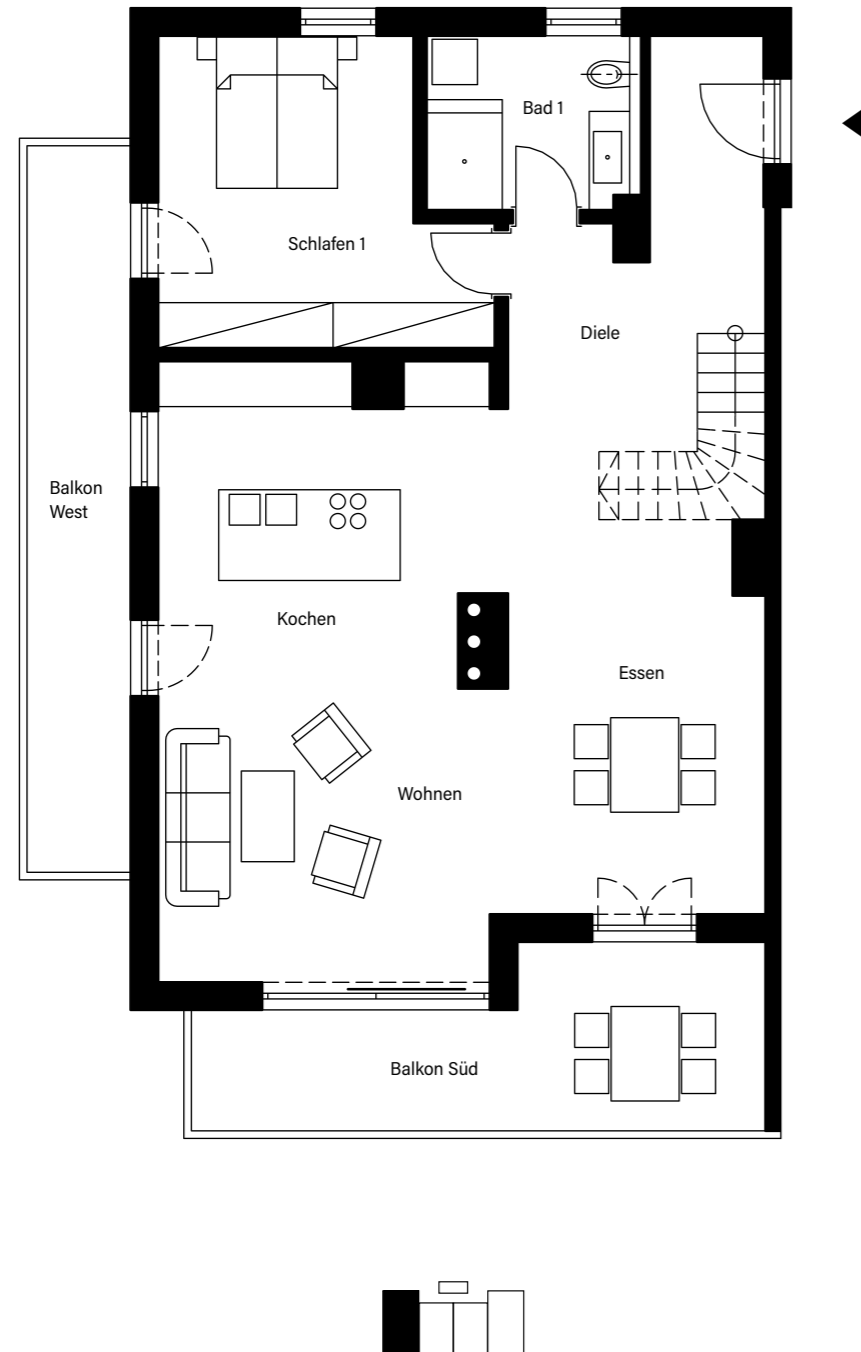 Bad 1
Schlafen 1
Diele
Balkon
West
Kochen
Essen
Wohnen
Balkon Süd